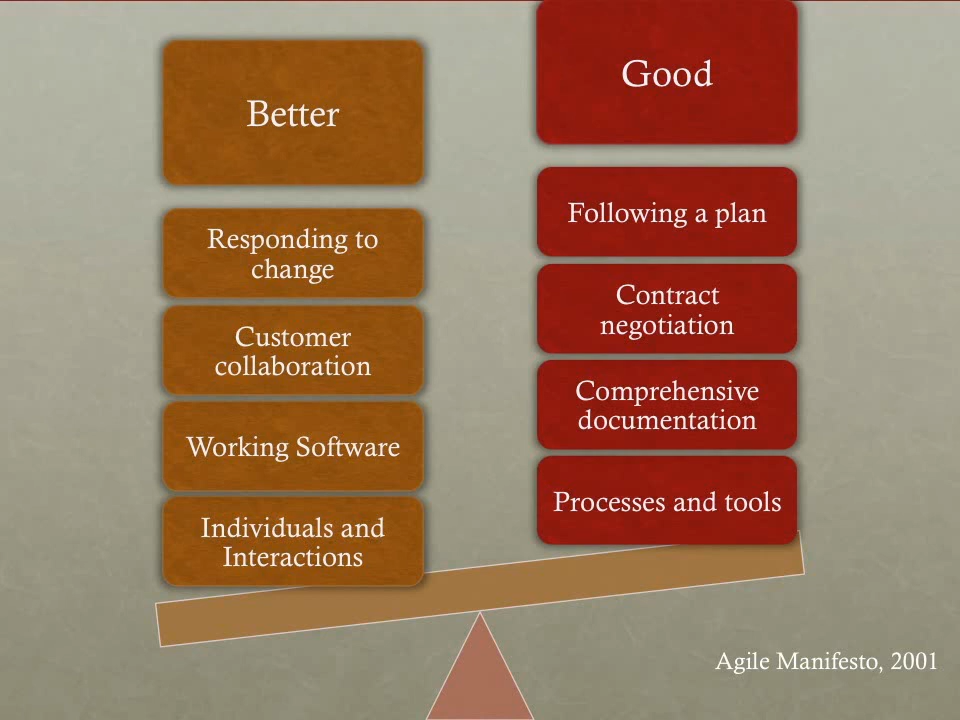 Better
Responding to
change
Customer
collaboration
Working Software
Individuals and
Interactions
Good
Following a plan
Contract
negotiation
Comprehensive
documentation
Processes and tools
Agile Manifesto, 2001